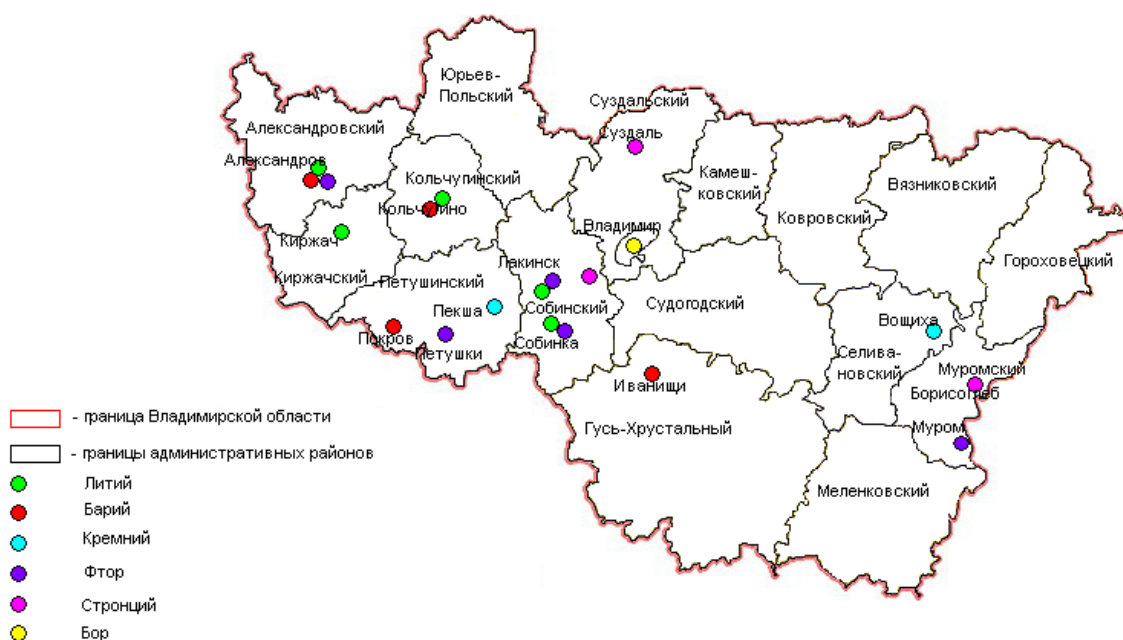 Юрьев-
Польский
Суздальский
Суздаль
Александровский
Александров
Кольчугинский
Кольчугино
Камеш-
ковский
Вязниковский
Ковровский
Владимир
Киржач
Киржачский
Гороховецкий
Петушинский
Лакинск
Пекша
Собинский
Судогодский
Вощиха
Покров
Петушки
Собинка
Селива-
новский
Муромский
Борисоглеб
Иванищи
Гусь-Хрустальный
Муром
Меленковский
- граница Владимирской области
- границы административных районов
Литий
Барий
Кремний
Фтор
Стронций
Бор